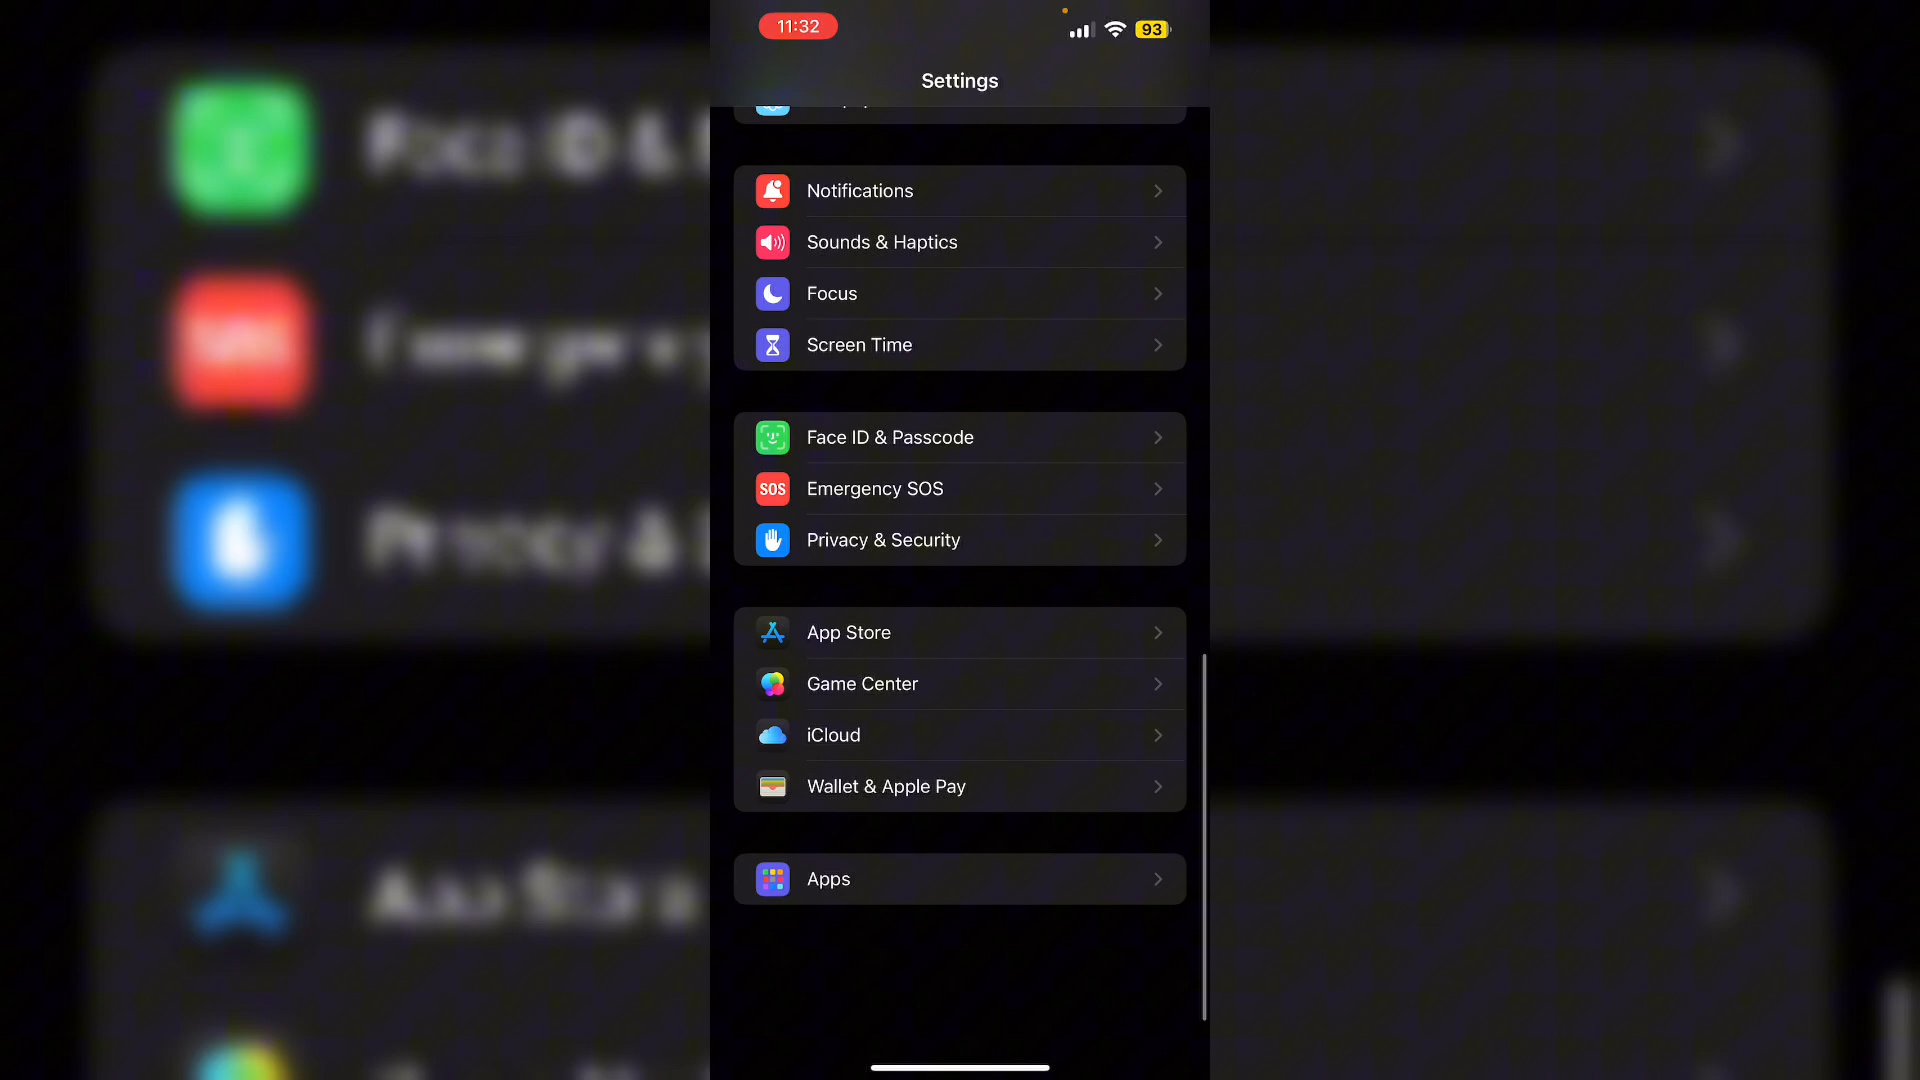 11:32
93
Settings
Notifications
Sounds & Haptics
Focus
Screen Time
Face ID & Passcode
SOS
Emergency SOS
Privacy & Security
App Store
Game Center
iCloud
Wallet & Apple Pay
Apps